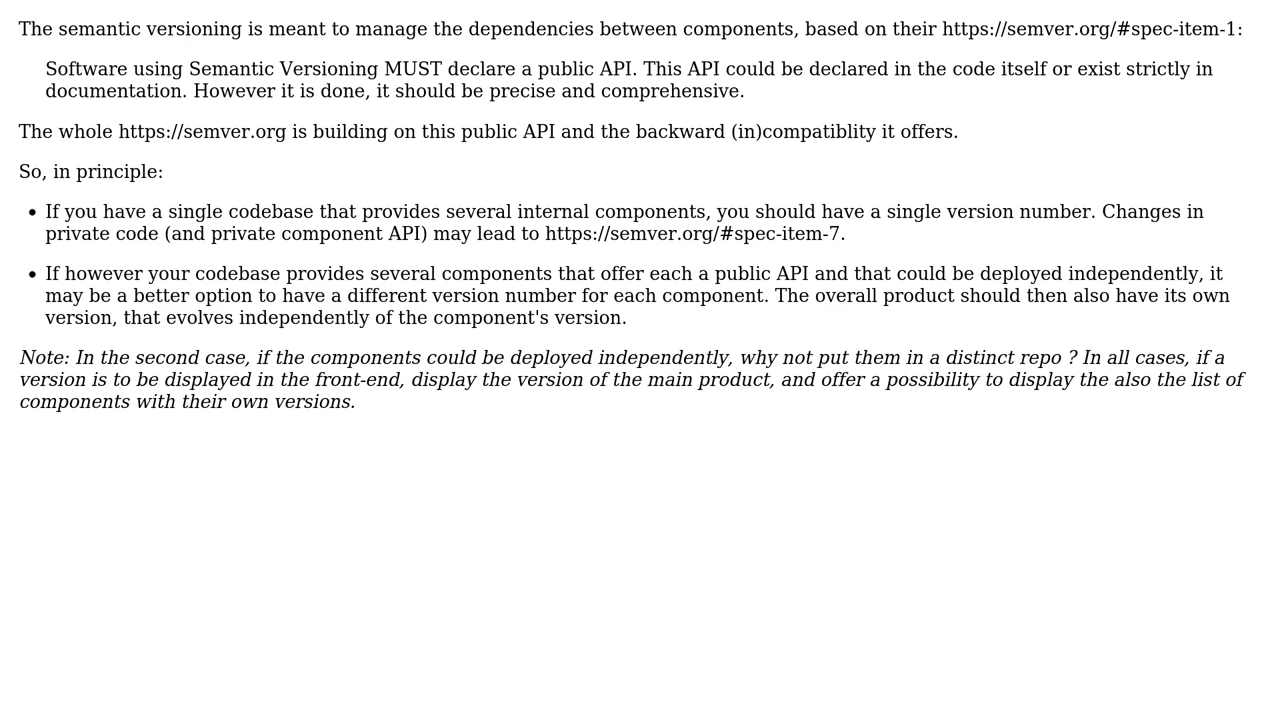 The semantic versioning is meant to manage the dependencies between components, based on their https://semver.org/#spec-item-1:
Software using Semantic Versioning MUST declare a public API. This API could be declared in the code itself or exist strictly in
documentation. However it is done, it should be precise and comprehensive.
The whole https://semver.org is building on this public API and the backward (in)compatiblity it offers.
So, in principle:
• If you have a single codebase that provides several internal components, you should have a single version number. Changes in
private code (and private component API) may lead to https://semver.org/#spec-item-7.
• If however your codebase provides several components that offer each a public API and that could be deployed independently, it
may be a better option to have a different version number for each component. The overall product should then also have its own
version, that evolves independently of the component's version.
Note: In the second case, if the components could be deployed independently, why not put them in a distinct repo ? In all cases, if a
version is to be displayed in the front-end, display the version of the main product, and offer a possibility to display the also the list of
components with their own versions.